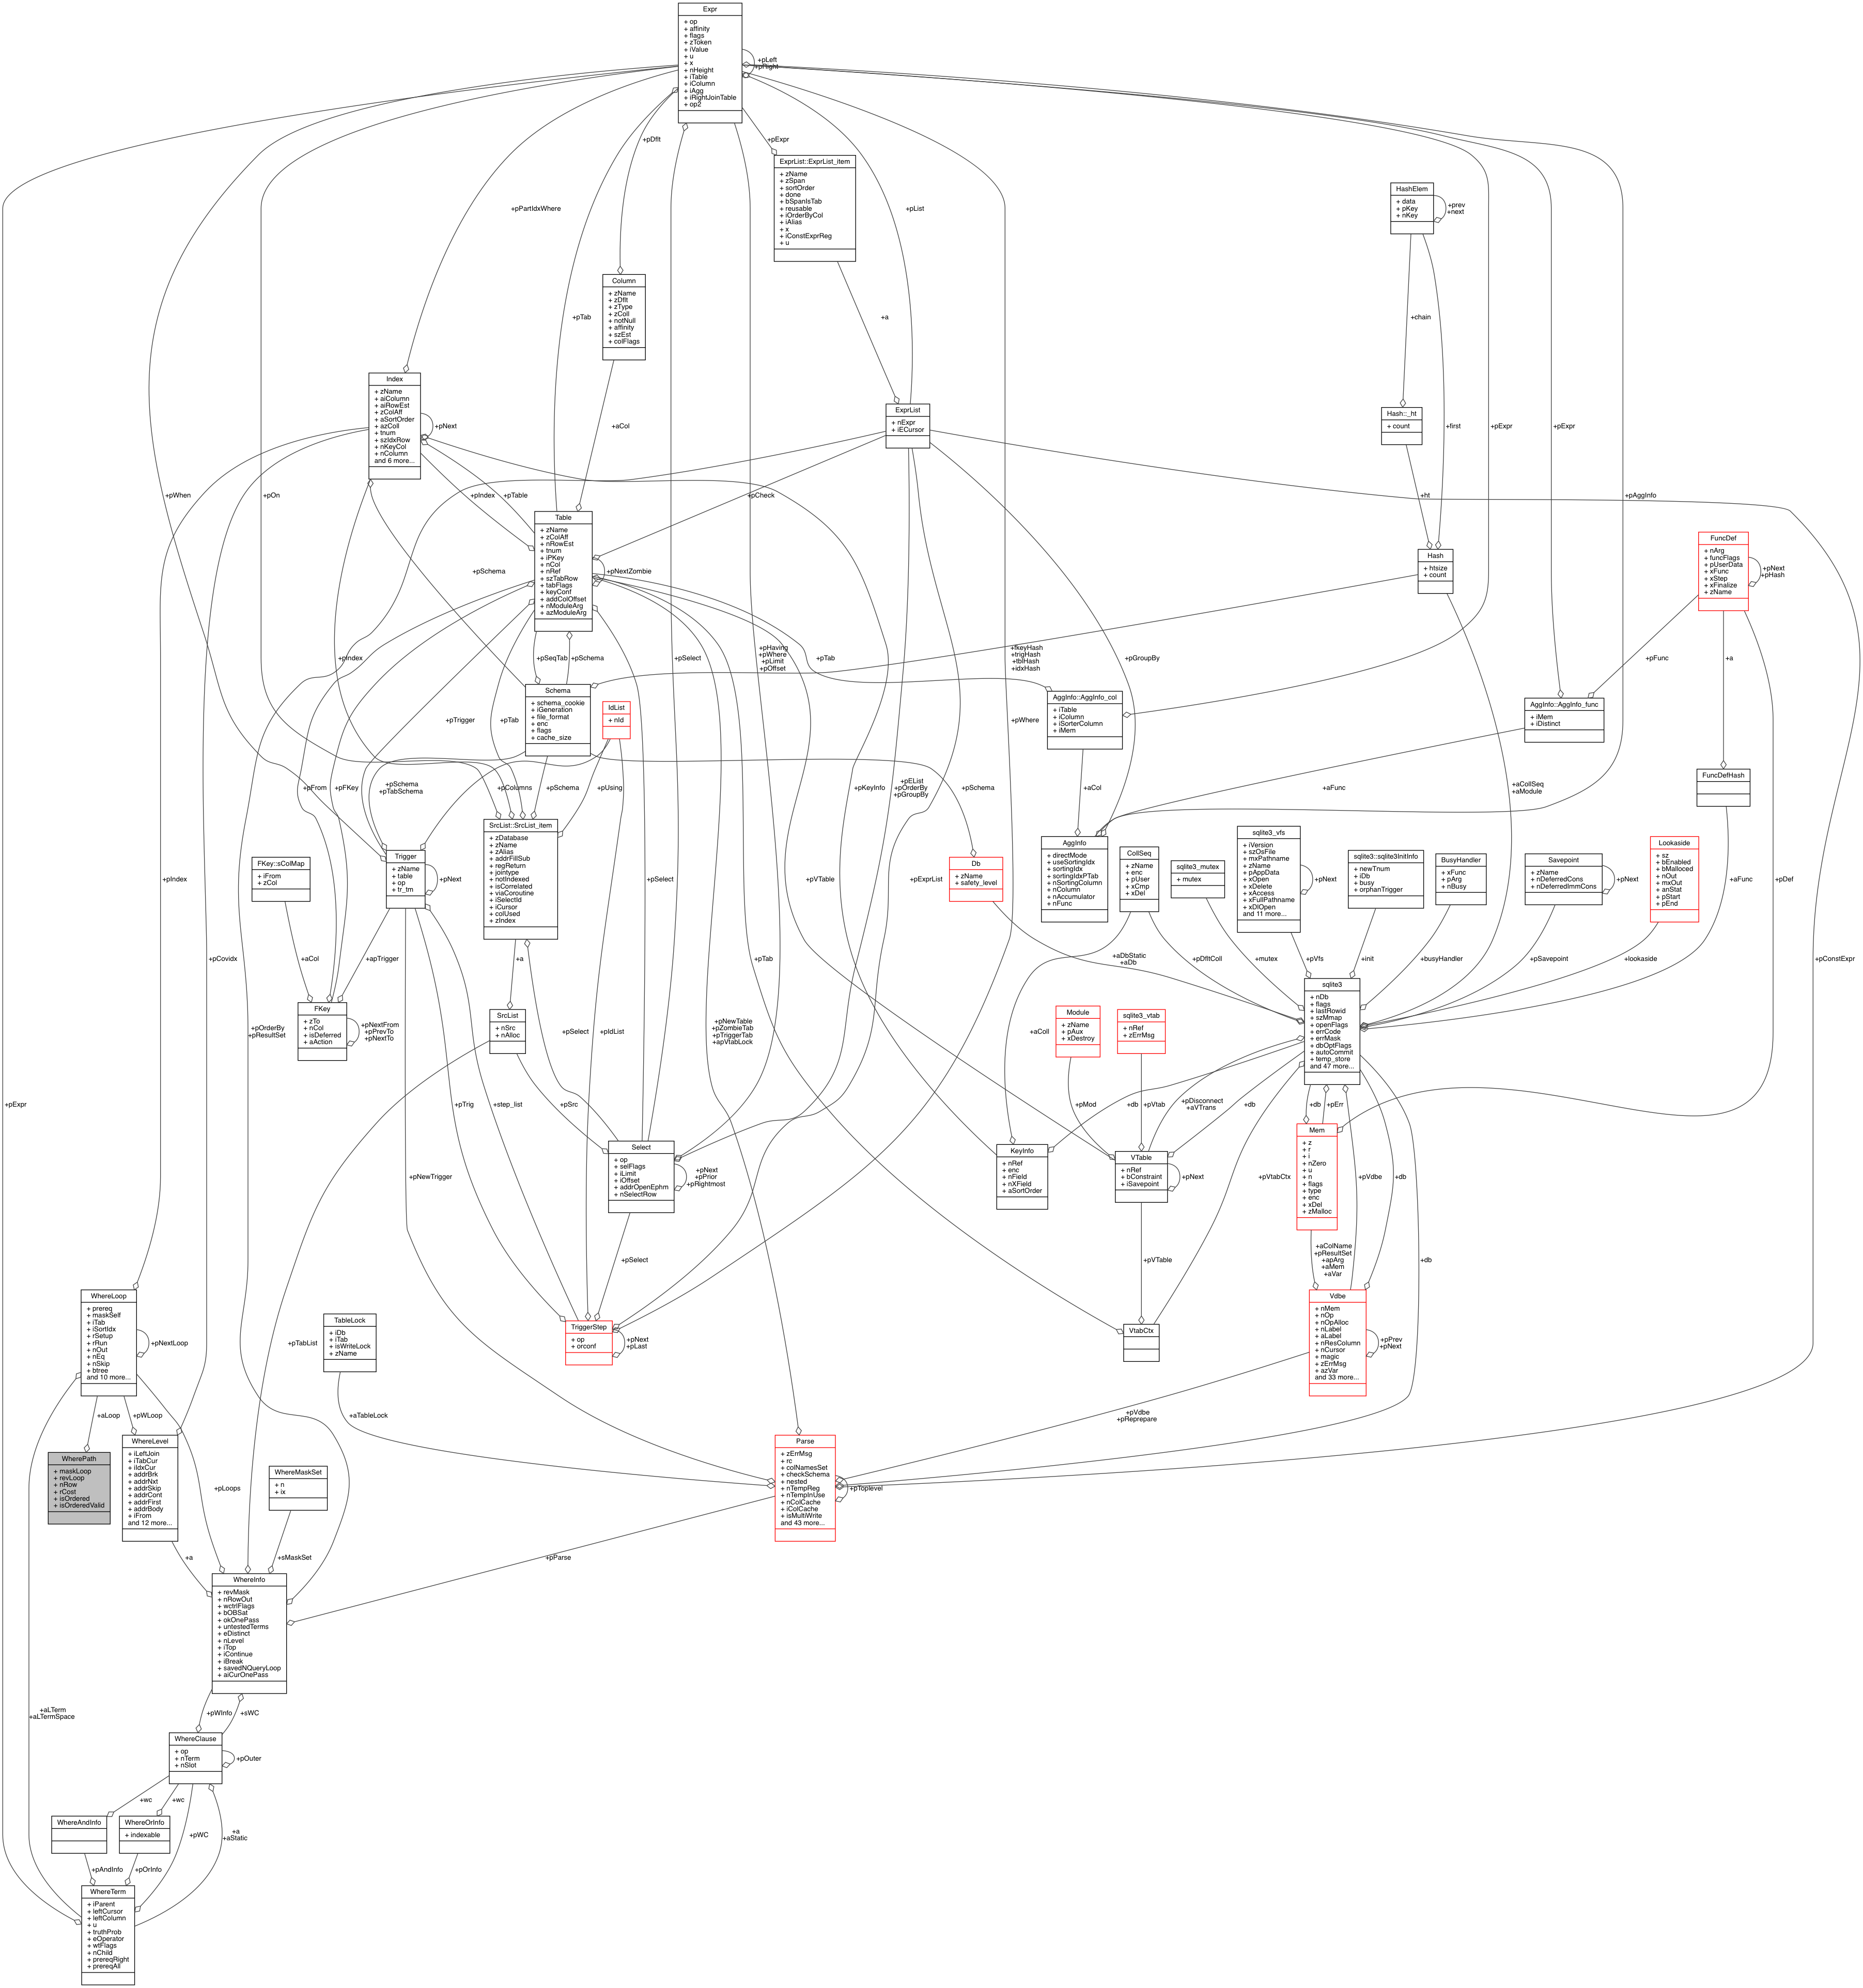 Expr
+ op
+ affinity
+ flags
+ zToken
+ iValue
+ u
+ x
+ nHeight
+ iTable
+ iColumn
+ iAgg
+ iRightJoinTable
+ op2
+pLeft
+pRight
+pExpr
+pDflt
ExprList::ExprList_item
+ zName
+ zSpan
+ sortOrder
+ done
+ bSpanIsTab
+ reusable
+ iOrderByCol
+ iAlias
+ x
+ iConstExprReg
+ u
HashElem
+ data
+ pKey
+ nKey
+prev
+next
+pPartIdxWhere
+pList
Column
+ zName
+ zDflt
+ zType
+ zColl
+ notNull
+ affinity
+ szEst
+ colFlags
+pTab
+a
+chain
Index
+ zName
+ aiColumn
+ aiRowEst
+ zColAff
+ aSortOrder
+ azColl
+ tnum
+ szIdxRow
+ nKeyCol
+ nColumn
and 6 more...
+pNext
+aCol
ExprList
+ nExpr
+ iECursor
Hash::_ht
+ count
+first
+pExpr
+pExpr
+pWhen
+pOn
+pIndex
+pTable
+pCheck
+ht
+pAggInfo
Table
+ zName
+ zColAff
+ nRowEst
+ tnum
+ iPKey
+ nCol
+ nRef
+ szTabRow
+ tabFlags
+ keyConf
+ addColOffset
+ nModuleArg
+ azModuleArg
+pNextZombie
+pSchema
Hash
+ htsize
+ count
FuncDef
+ nArg
+ funcFlags
+ pUserData
+ xFunc
+ xStep
+ xFinalize
+ zName
+pNext
+pHash
+pIndex
+pSeqTab
+pSchema
+pSelect
+pHaving
+pWhere
+pLimit
+pOffset
+pTab
+fkeyHash
+trigHash
+tblHash
+idxHash
+pGroupBy
+pFunc
+a
Schema
+ schema_cookie
+ iGeneration
+ file_format
+ enc
+ flags
+ cache_size
IdList
+ nId
AggInfo::AggInfo_col
+ iTable
+ iColumn
+ iSorterColumn
+ iMem
AggInfo::AggInfo_func
+ iMem
+ iDistinct
+pTrigger
+pTab
+pWhere
+pSchema
+pTabSchema
+pFrom
+pFKey
+pColumns
+pSchema
+pUsing
+pKeyInfo
+pEList
+pOrderBy
+pGroupBy
+pSchema
+aCol
+aFunc
+aCollSeq
+aModule
FuncDefHash
SrcList::SrcList_item
+ zDatabase
+ zName
+ zAlias
+ addrFillSub
+ regReturn
+ jointype
+ notIndexed
+ isCorrelated
+ viaCoroutine
+ iSelectId
+ iCursor
+ colUsed
+ zIndex
FKey::sColMap
+ iFrom
+ zCol
Trigger
+ zName
+ table
+ op
+ tr_tm
+pNext
+pSelect
+pVTable
+pExprList
Db
+ zName
+ safety_level
AggInfo
+ directMode
+ useSortingIdx
+ sortingIdx
+ sortingIdxPTab
+ nSortingColumn
+ nColumn
+ nAccumulator
+ nFunc
CollSeq
+ zName
+ enc
+ pUser
+ xCmp
+ xDel
sqlite3_mutex
+ mutex
sqlite3_vfs
+ iVersion
+ szOsFile
+ mxPathname
+ zName
+ pAppData
+ xOpen
+ xDelete
+ xAccess
+ xFullPathname
+ xDlOpen
and 11 more...
+pNext
sqlite3::sqlite3InitInfo
+ newTnum
+ iDb
+ busy
+ orphanTrigger
BusyHandler
+ xFunc
+ pArg
+ nBusy
Savepoint
+ zName
+ nDeferredCons
+ nDeferredImmCons
+pNext
Lookaside
+ sz
+ bEnabled
+ bMalloced
+ nOut
+ mxOut
+ anStat
+ pStart
+ pEnd
+aFunc
+pDef
+pIndex
+pCovidx
+aCol
+apTrigger
+a
+pTab
+aDbStatic
+aDb
+pDfltColl
+mutex
+pVfs
+init
+busyHandler
+pSavepoint
+lookaside
+pConstExpr
FKey
+ zTo
+ nCol
+ isDeferred
+ aAction
+pNextFrom
+pPrevTo
+pNextTo
SrcList
+ nSrc
+ nAlloc
+pSelect
+pIdList
+pNewTable
+pZombieTab
+pTriggerTab
+apVtabLock
+aColl
Module
+ zName
+ pAux
+ xDestroy
sqlite3_vtab
+ nRef
+ zErrMsg
sqlite3
+ nDb
+ flags
+ lastRowid
+ szMmap
+ openFlags
+ errCode
+ errMask
+ dbOptFlags
+ autoCommit
+ temp_store
and 47 more...
+pOrderBy
+pResultSet
+pExpr
+pTrig
+step_list
+pSrc
+db
+pMod
+pVtab
+pDisconnect
+aVTrans
+db
+db
+pErr
Select
+ op
+ selFlags
+ iLimit
+ iOffset
+ addrOpenEphm
+ nSelectRow
+pNext
+pPrior
+pRightmost
KeyInfo
+ nRef
+ enc
+ nField
+ nXField
+ aSortOrder
VTable
+ nRef
+ bConstraint
+ iSavepoint
+pNext
Mem
+ z
+ r
+ i
+ nZero
+ u
+ n
+ flags
+ type
+ enc
+ xDel
+ zMalloc
+pNewTrigger
+pVtabCtx
+pVdbe
+db
+pSelect
+pVTable
+aColName
+pResultSet
+apArg
+aMem
+aVar
+db
WhereLoop
+ prereq
+ maskSelf
+ iTab
+ iSortIdx
+ rSetup
+ rRun
+ nOut
+ nEq
+ nSkip
+ btree
and 10 more...
+pNextLoop
+pTabList
TableLock
+ iDb
+ iTab
+ isWriteLock
+ zName
TriggerStep
+ op
+ orconf
+pNext
+pLast
VtabCtx
Vdbe
+ nMem
+ nOp
+ nOpAlloc
+ nLabel
+ aLabel
+ nResColumn
+ nCursor
+ magic
+ zErrMsg
+ azVar
and 33 more...
+pPrev
+pNext
+aLoop
+pWLoop
+aTableLock
+pVdbe
+pReprepare
WherePath
+ maskLoop
+ revLoop
+ nRow
+ rCost
+ isOrdered
+ isOrderedValid
WhereLevel
+ iLeftJoin
+ iTabCur
+ iIdxCur
+ addrBrk
+ addrNxt
+ addrSkip
+ addrCont
+ addrFirst
+ addrBody
+ iFrom
and 12 more...
+pLoops
WhereMaskSet
+ n
+ ix
Parse
+ zErrMsg
+ rc
+ colNamesSet
+ checkSchema
+ nested
+ nTempReg
+ nTempInUse
+ nColCache
+ iColCache
+ isMultiWrite
and 43 more...
+pToplevel
+a
+sMaskSet
+pParse
WhereInfo
+ revMask
+ nRowOut
+ wctrlFlags
+ bOBSat
+ okOnePass
+ untestedTerms
+ eDistinct
+ nLevel
+ iTop
+ iContinue
+ iBreak
+ savedNQueryLoop
+ aiCurOnePass
+aLTerm
+aLTermSpace
+pWInfo
+sWC
WhereClause
+ op
+ nTerm
+ nSlot
+pOuter
+wc
+wc
WhereAndInfo
WhereOrInfo
+ indexable
+pWC
+a
+aStatic
+pAndInfo
+pOrInfo
WhereTerm
+ iParent
+ leftCursor
+ leftColumn
+ u
+ truthProb
+ eOperator
+ wtFlags
+ nChild
+ prereqRight
+ prereqAll